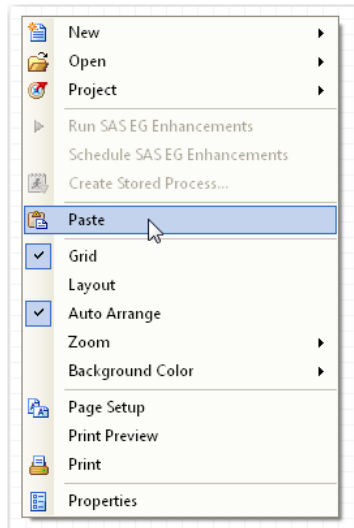 New
Open
Project
Run SAS EG Enhancements
Schedule SAS EG Enhancements
Create Stored Process...
Paste
Grid
Layout
Auto Arrange
Zoom
Background Color
Page Setup
Print Preview
Print
Properties